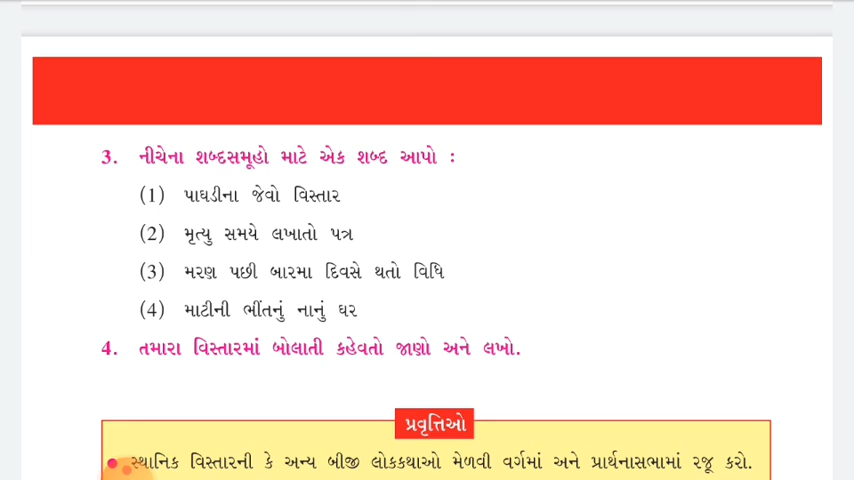 3. નીચેના શબ્દસમૂહો માટે એક શબ્દ આપો :
(1) પાઘડીના જેવો વિસ્તાર
(2) મૃત્યુ સમયે લખાતો પત્ર
(3) મરણ પછી બારમા દિવસે થતો વિધિ
(4) માટીની ભીંતનું નાનું ઘર
4. તમારા વિસ્તારમાં બોલાતી કહેવતો જાણો અને લખો.
પ્રવૃત્તિઓ
સ્થાનિક વિસ્તારની કે અન્ય બીજી લોકકથાઓ મેળવી વર્ગમાં અને પ્રાર્થનાસભામાં રજૂ કરો.